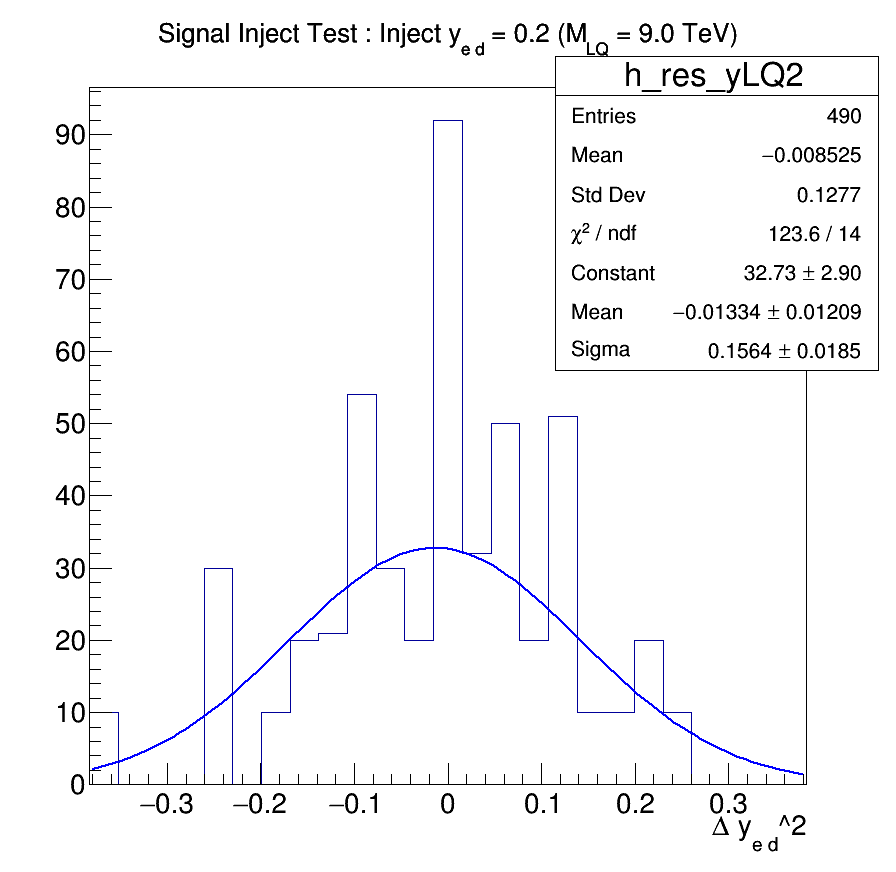 Signal Inject Test : Inject y_{e d} = 0.2 (M_{LQ} = 9.0 TeV)
h_res_yLQ2
Entries 490
Mean −0.008525
Std Dev 0.1277
χ² / ndf 123.6 / 14
Constant 32.73 ± 2.90
Mean −0.01334 ± 0.01209
Sigma 0.1564 ± 0.0185
90
80
70
60
50
40
30
20
10
0
−0.3 −0.2 −0.1 0 0.1 0.2 0.3
Δ y_{e d}^2